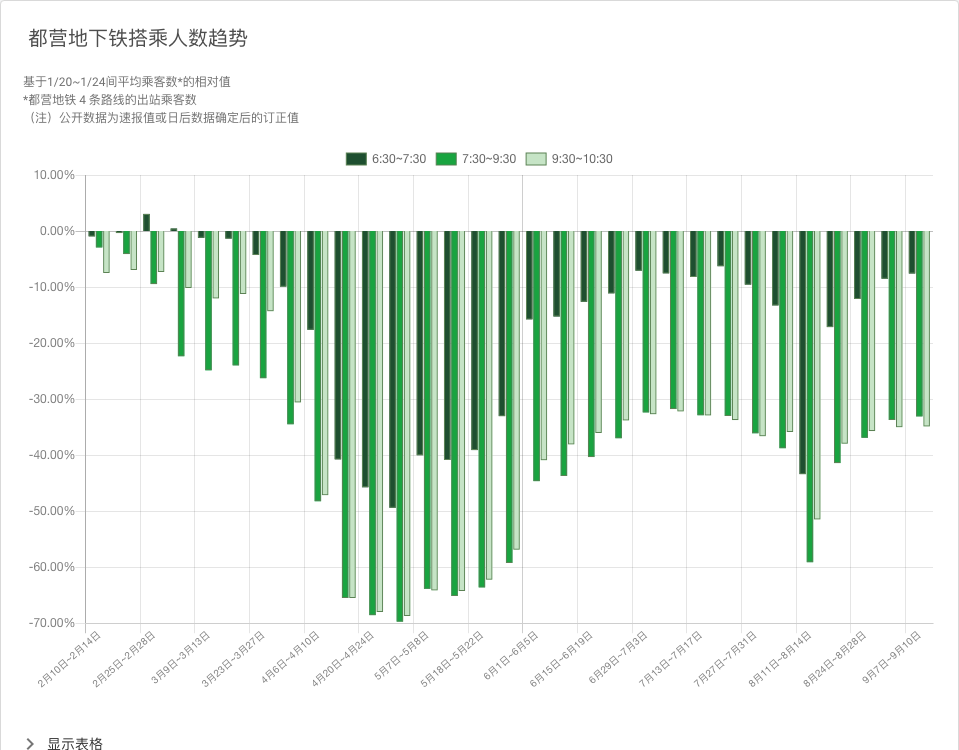 都营地下铁搭乘人数趋势
基于1/20~1/24间平均乘客数*的相对值
*都营地铁 4 条路线的出站乘客数
（注）公开数据为速报值或日后数据确定后的订正值
6:30~7:30 7:30~9:30 9:30~10:30
10.00%
0.00%
-10.00%
-20.00%
-30.00%
-40.00%
-50.00%
-60.00%
-70.00%
2月10日~2月14日
2月25日~2月28日
3月9日~3月13日
3月23日~3月27日
4月6日~4月10日
4月20日~4月24日
5月7日~5月8日
5月18日~5月22日
6月1日~6月5日
6月15日~6月19日
6月29日~7月3日
7月13日~7月17日
7月27日~7月31日
8月11日~8月14日
8月24日~8月28日
9月7日~9月10日
显示表格